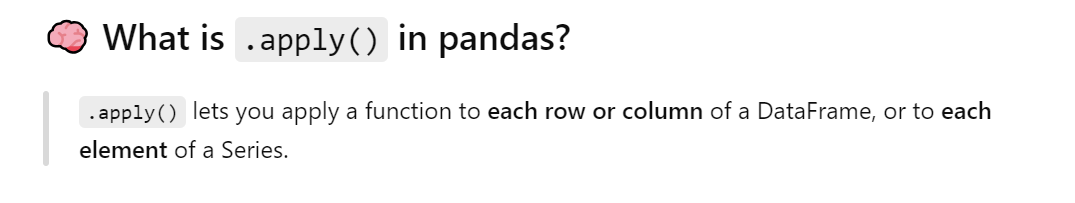 🧠 What is .apply() in pandas?
.apply() lets you apply a function to each row or column of a DataFrame, or to each
element of a Series.